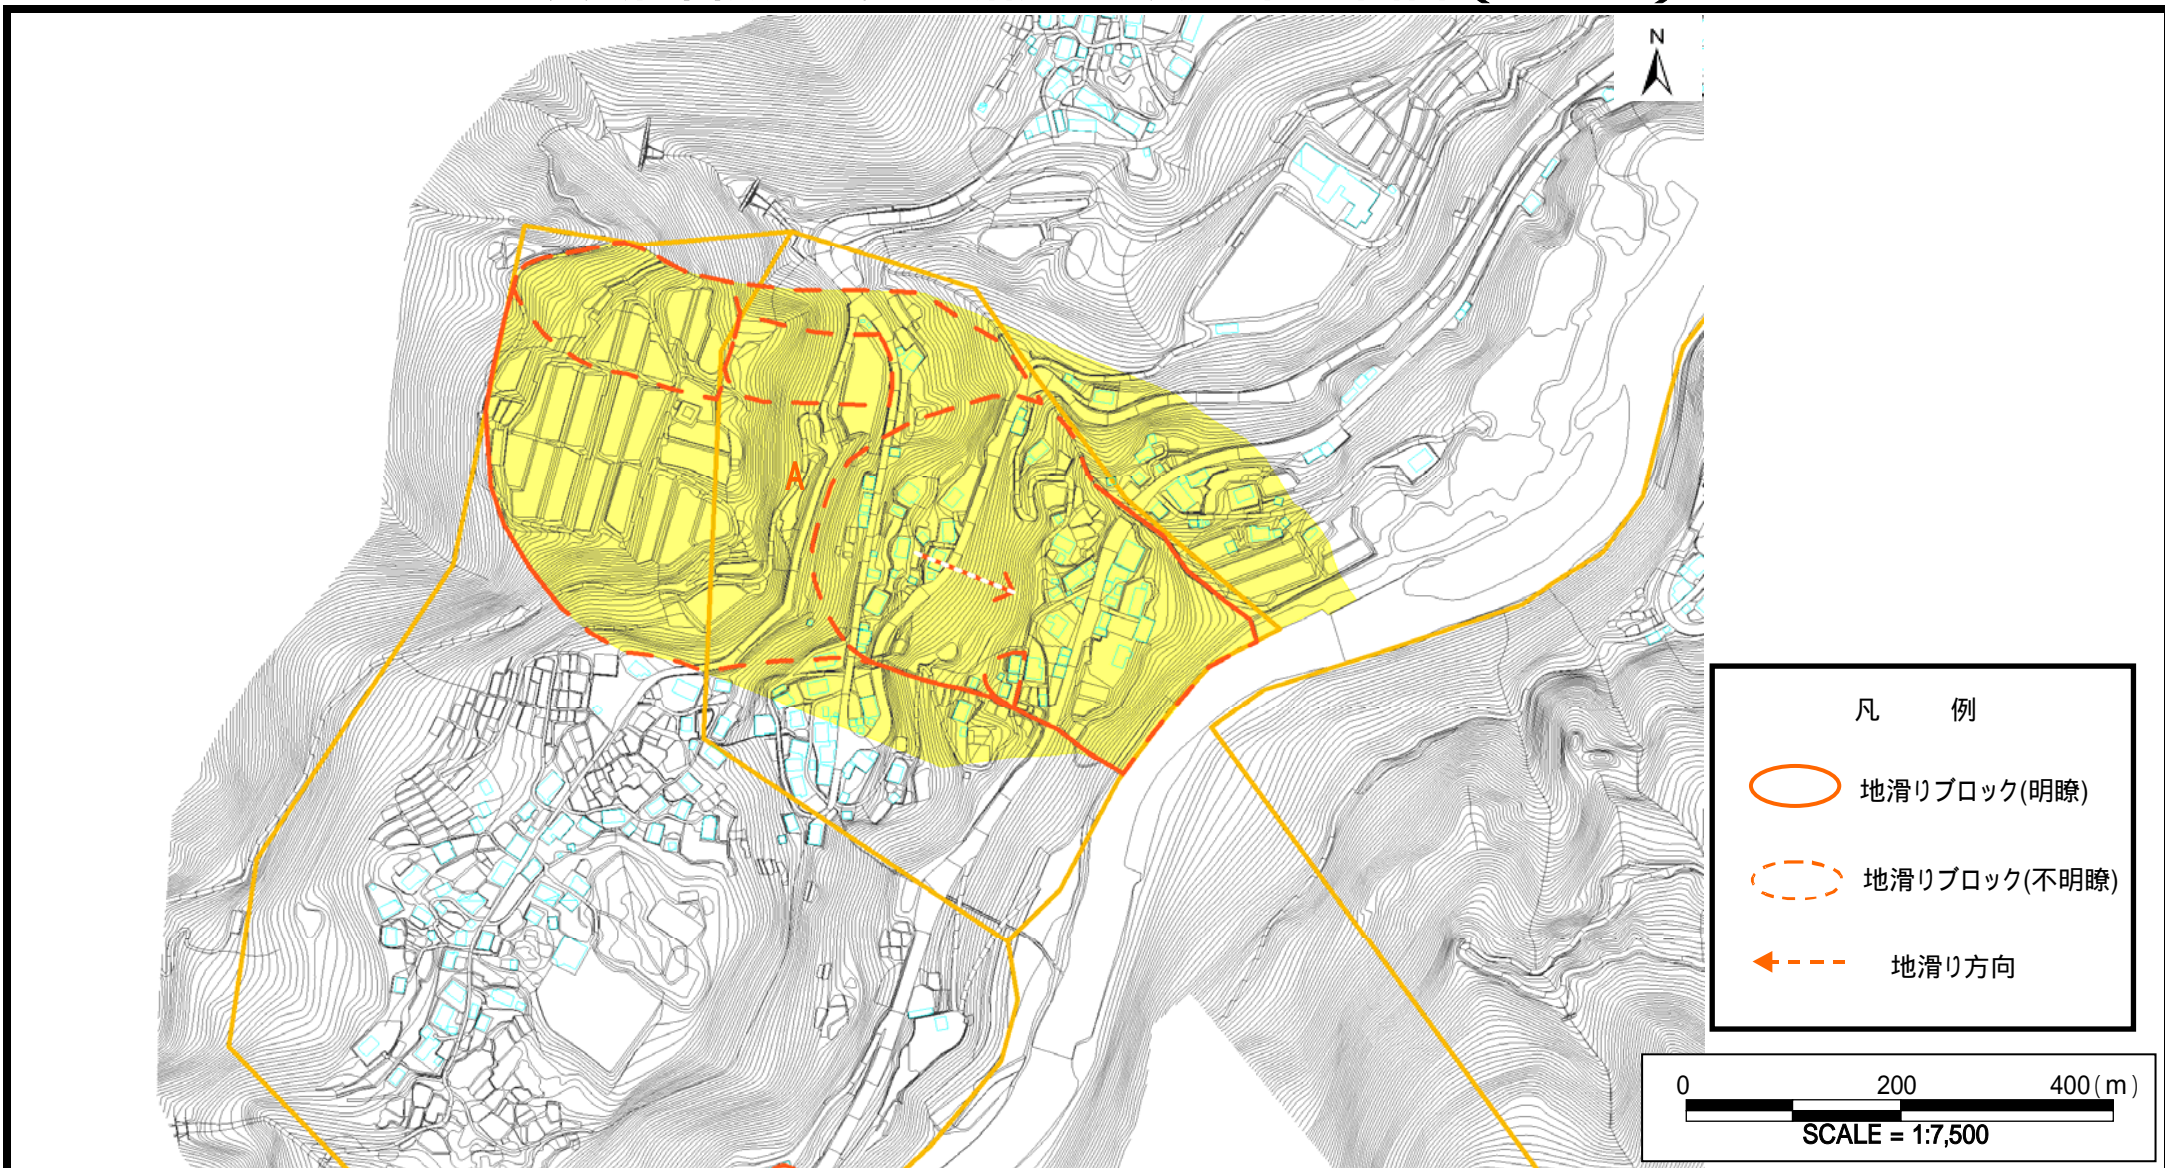 N
A
凡 例
地滑りブロック(明瞭)
地滑りブロック(不明瞭)
地滑り方向
0 200 400(m)
SCALE = 1:7,500